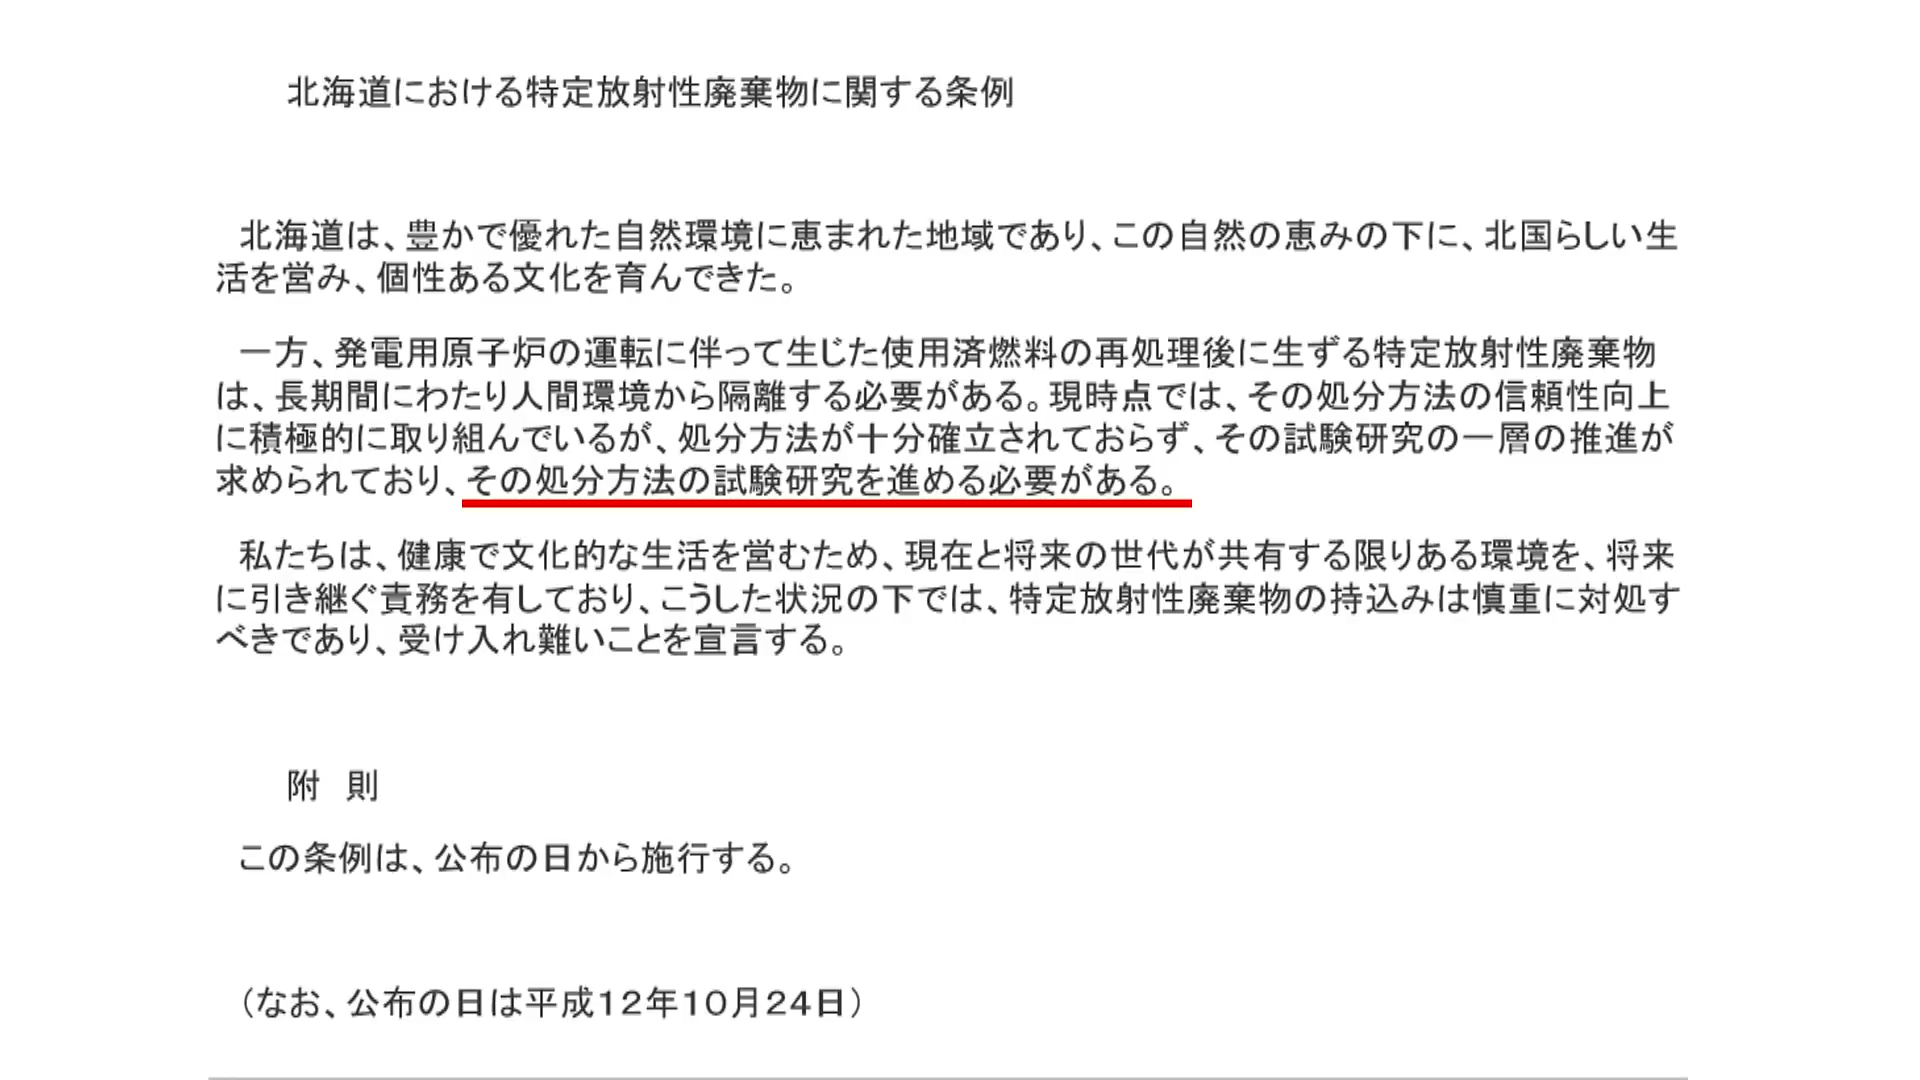 北海道における特定放射性廃棄物に関する条例
北海道は、豊かで優れた自然環境に恵まれた地域であり、この自然の恵みの下に、北国らしい生
活を営み、個性ある文化を育んできた。
一方、発電用原子炉の運転に伴って生じた使用済燃料の再処理後に生ずる特定放射性廃棄物
は、長期間にわたり人間環境から隔離する必要がある。現時点では、その処分方法の信頼性向上
に積極的に取り組んでいるが、処分方法が十分確立されておらず、その試験研究の一層の推進が
求められており、その処分方法の試験研究を進める必要がある。
私たちは、健康で文化的な生活を営むため、現在と将来の世代が共有する限りある環境を、将来
に引き継ぐ責務を有しており、こうした状況の下では、特定放射性廃棄物の持込みは慎重に対処す
べきであり、受け入れ難いことを宣言する。
附　則
この条例は、公布の日から施行する。
（なお、公布の日は平成１２年１０月２４日）